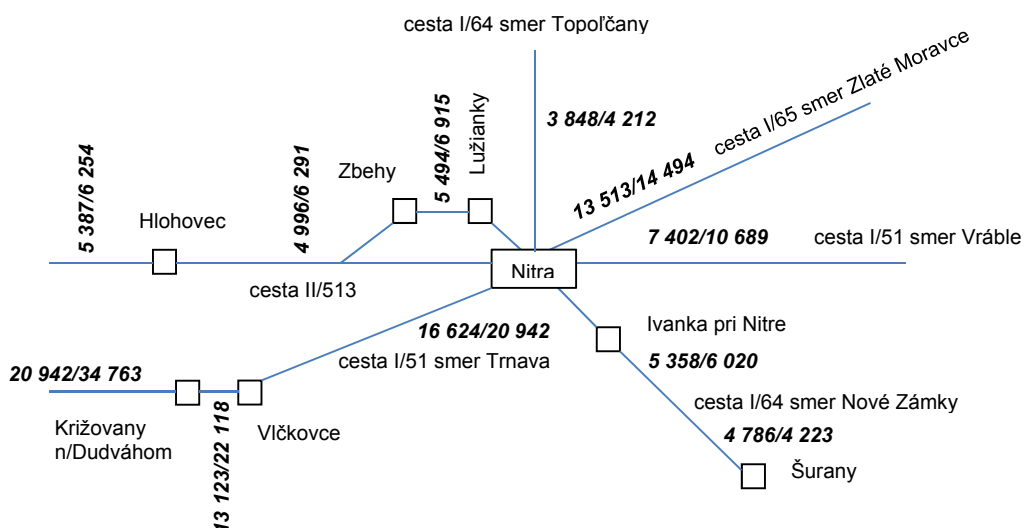 cesta I/64 smer Topoľčany
cesta I/65 smer Zlaté Moravce
3 848/4 212
5 494/6 915
Lužianky
Zbehy
13 513/14 494
5 387/6 254
4 996/6 291
Hlohovec
7 402/10 689
cesta I/51 smer Vráble
Nitra
cesta II/513
16 624/20 942
Ivanka pri Nitre
cesta I/51 smer Trnava
5 358/6 020
20 942/34 763
cesta I/64 smer Nové Zámky
Križovany
n/Dudváhom
13 123/22 118
Vlčkovce
4 786/4 223
Šurany